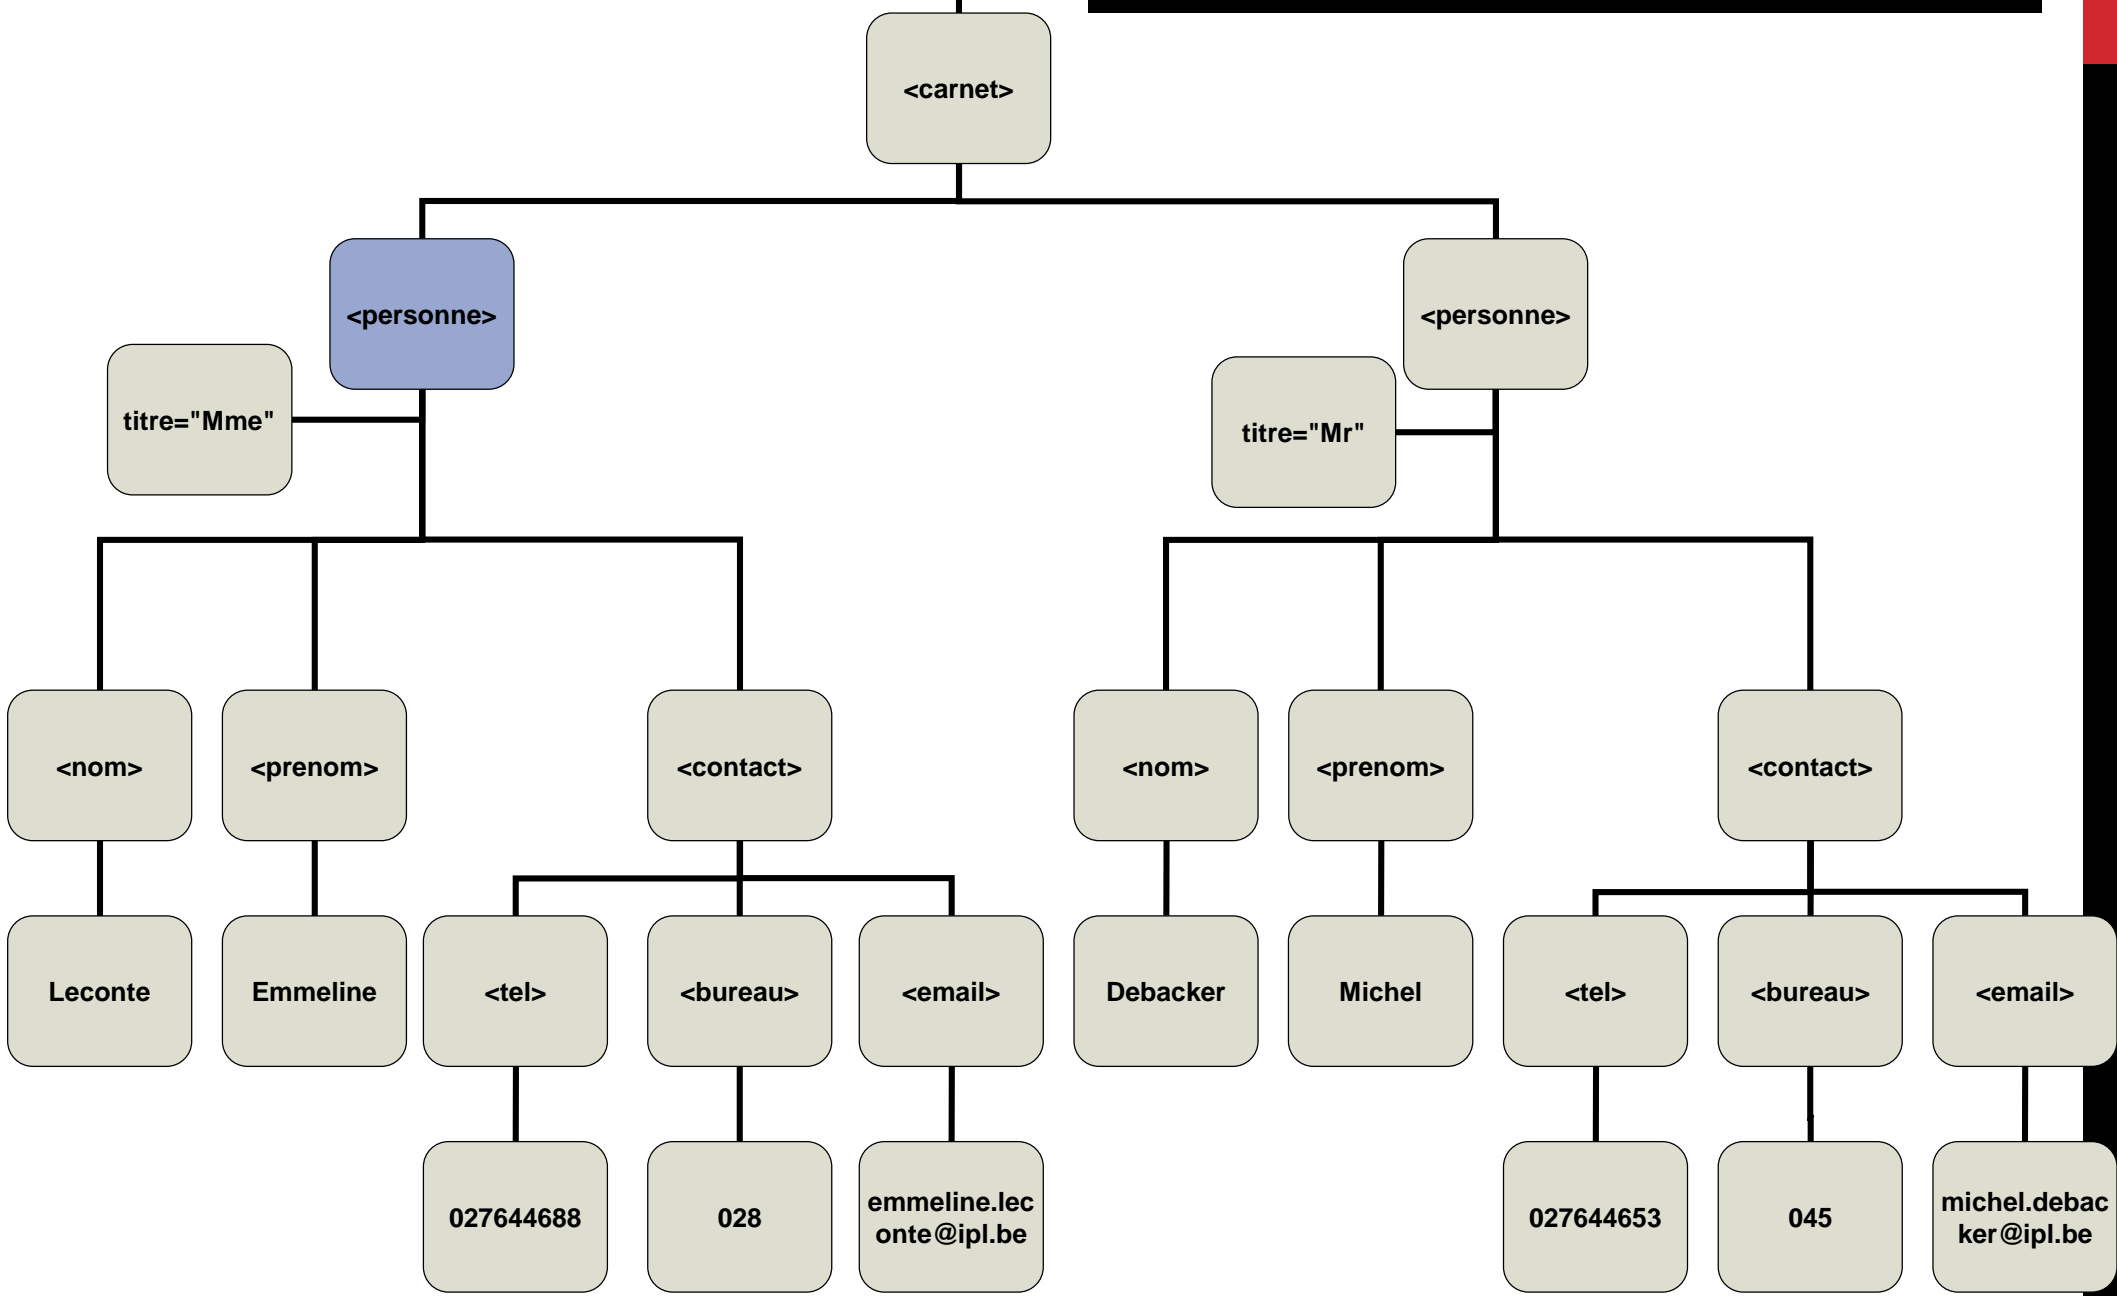 <carnet>
<personne>
<personne>
titre="Mme"
titre="Mr"
<nom>
<prenom>
<contact>
<nom>
<prenom>
<contact>
Leconte
Emmeline
<tel>
<bureau>
<email>
Debacker
Michel
<tel>
<bureau>
<email>
027644688
028
emmeline.lec
onte@ipl.be
027644653
045
michel.debac
ker@ipl.be